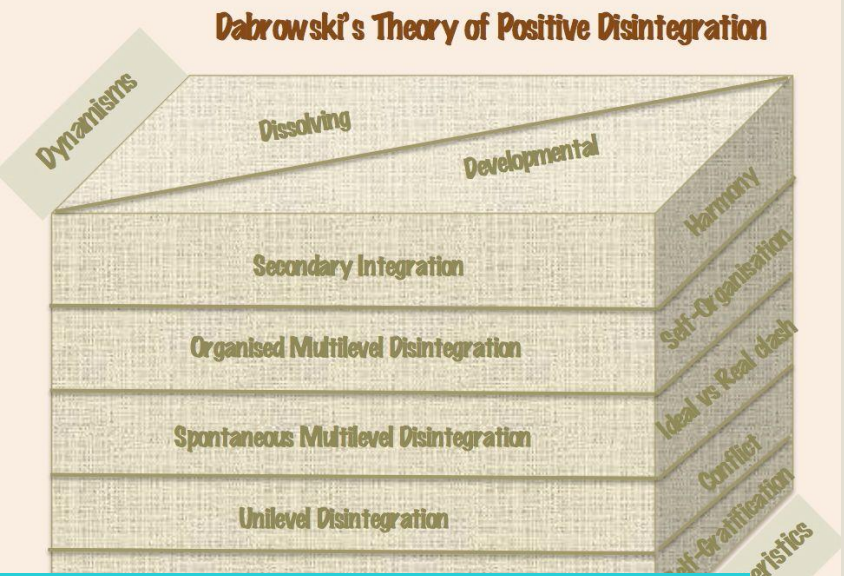 Dabrowski's Theory of Positive Disintegration
Dynamisms
Dissolving
Developmental
Harmony
Secondary Integration
Self-Organisation
Organised Multilevel Disintegration
Ideal vs Real clash
Spontaneous Multilevel Disintegration
Conflict
Unilevel Disintegration